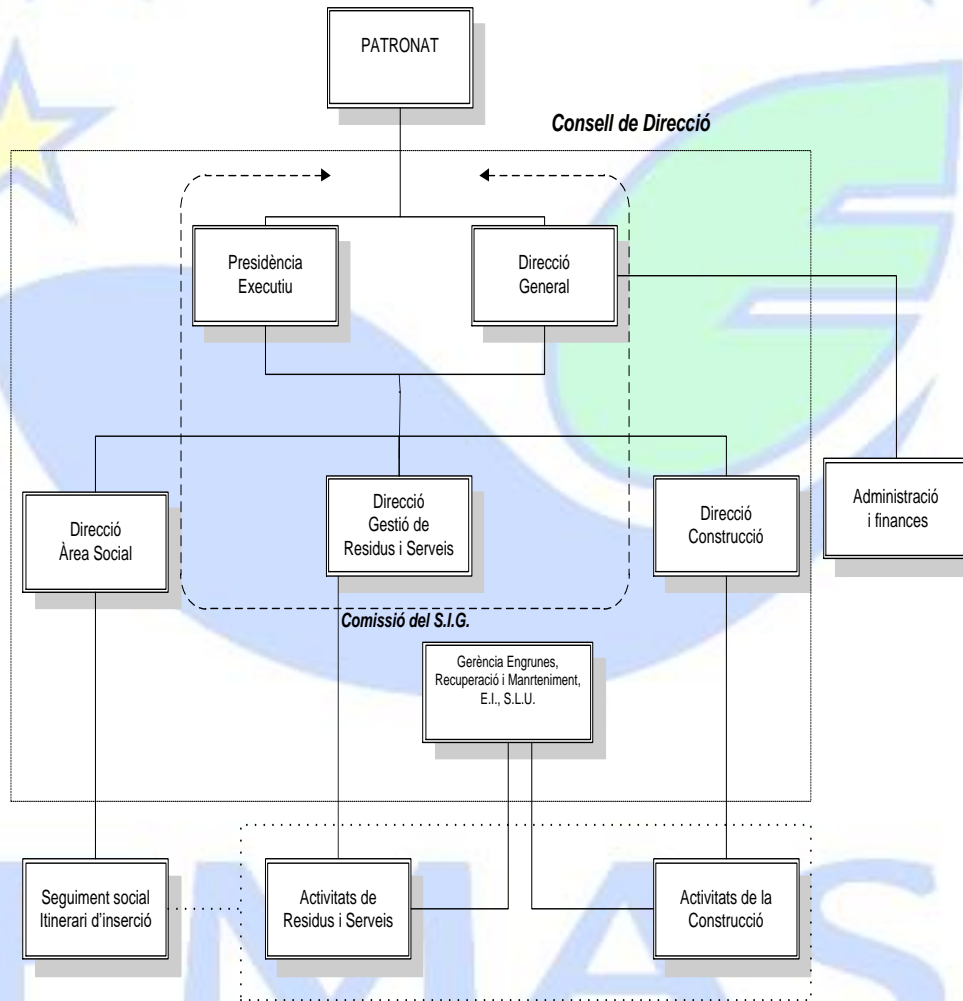 PATRONAT
Consell de Direcció
Presidència
Executiu
Direcció
General
Direcció
Àrea Social
Direcció
Gestió de
Residus i Serveis
Direcció
Construcció
Administració
i finances
Comissió del S.I.G.
Gerència Engrunes,
Recuperació i Manrteniment,
E.I., S.L.U.
Seguiment social
Itinerari d'inserció
Activitats de
Residus i Serveis
Activitats de la
Construcció
EMAS